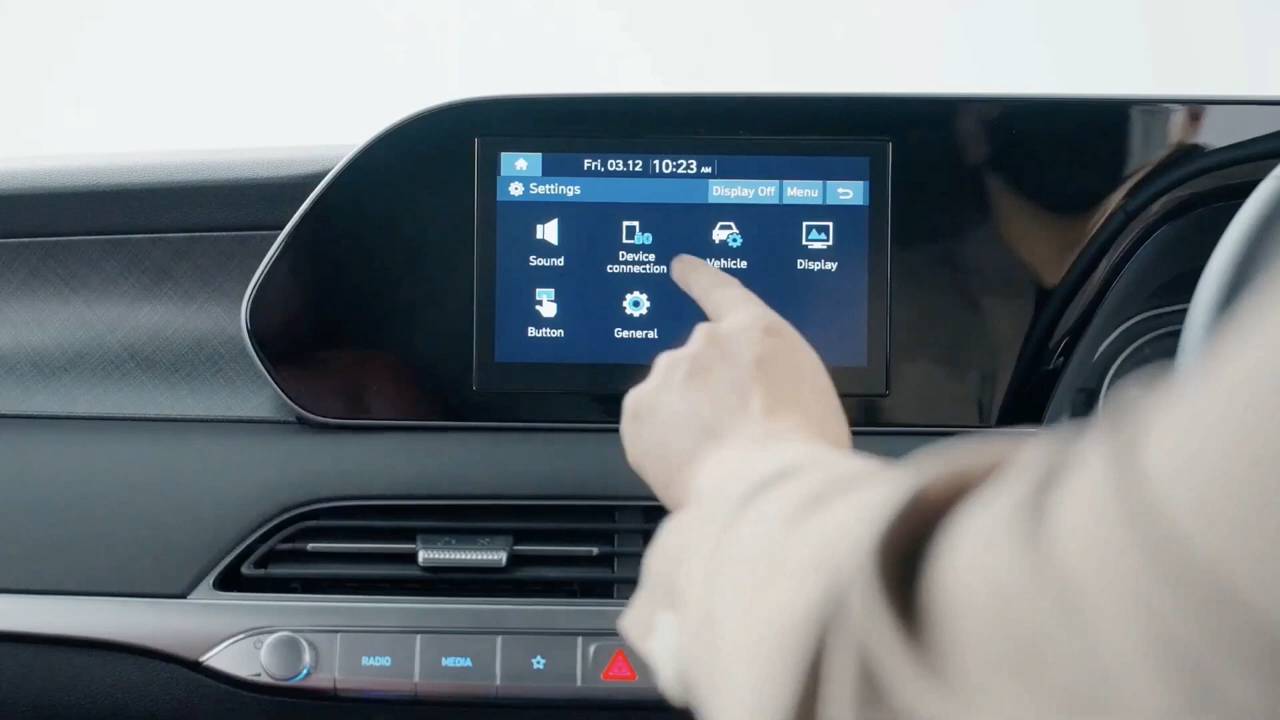 Fri, 03.12 10:23 AM
Settings Display Off Menu
Sound Device connection Vehicle Display
Button General
RADIO MEDIA